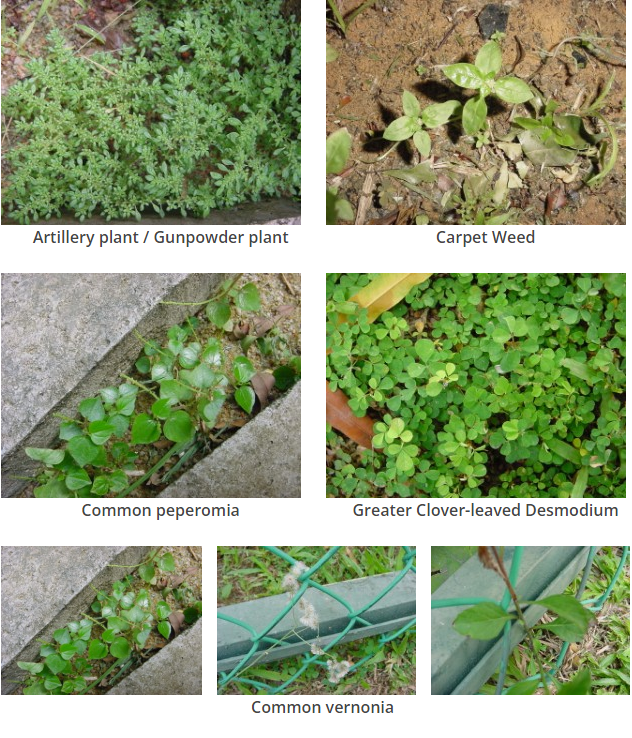 Artillery plant / Gunpowder plant
Carpet Weed
Common peperomia
Greater Clover-leaved Desmodium
Common vernonia